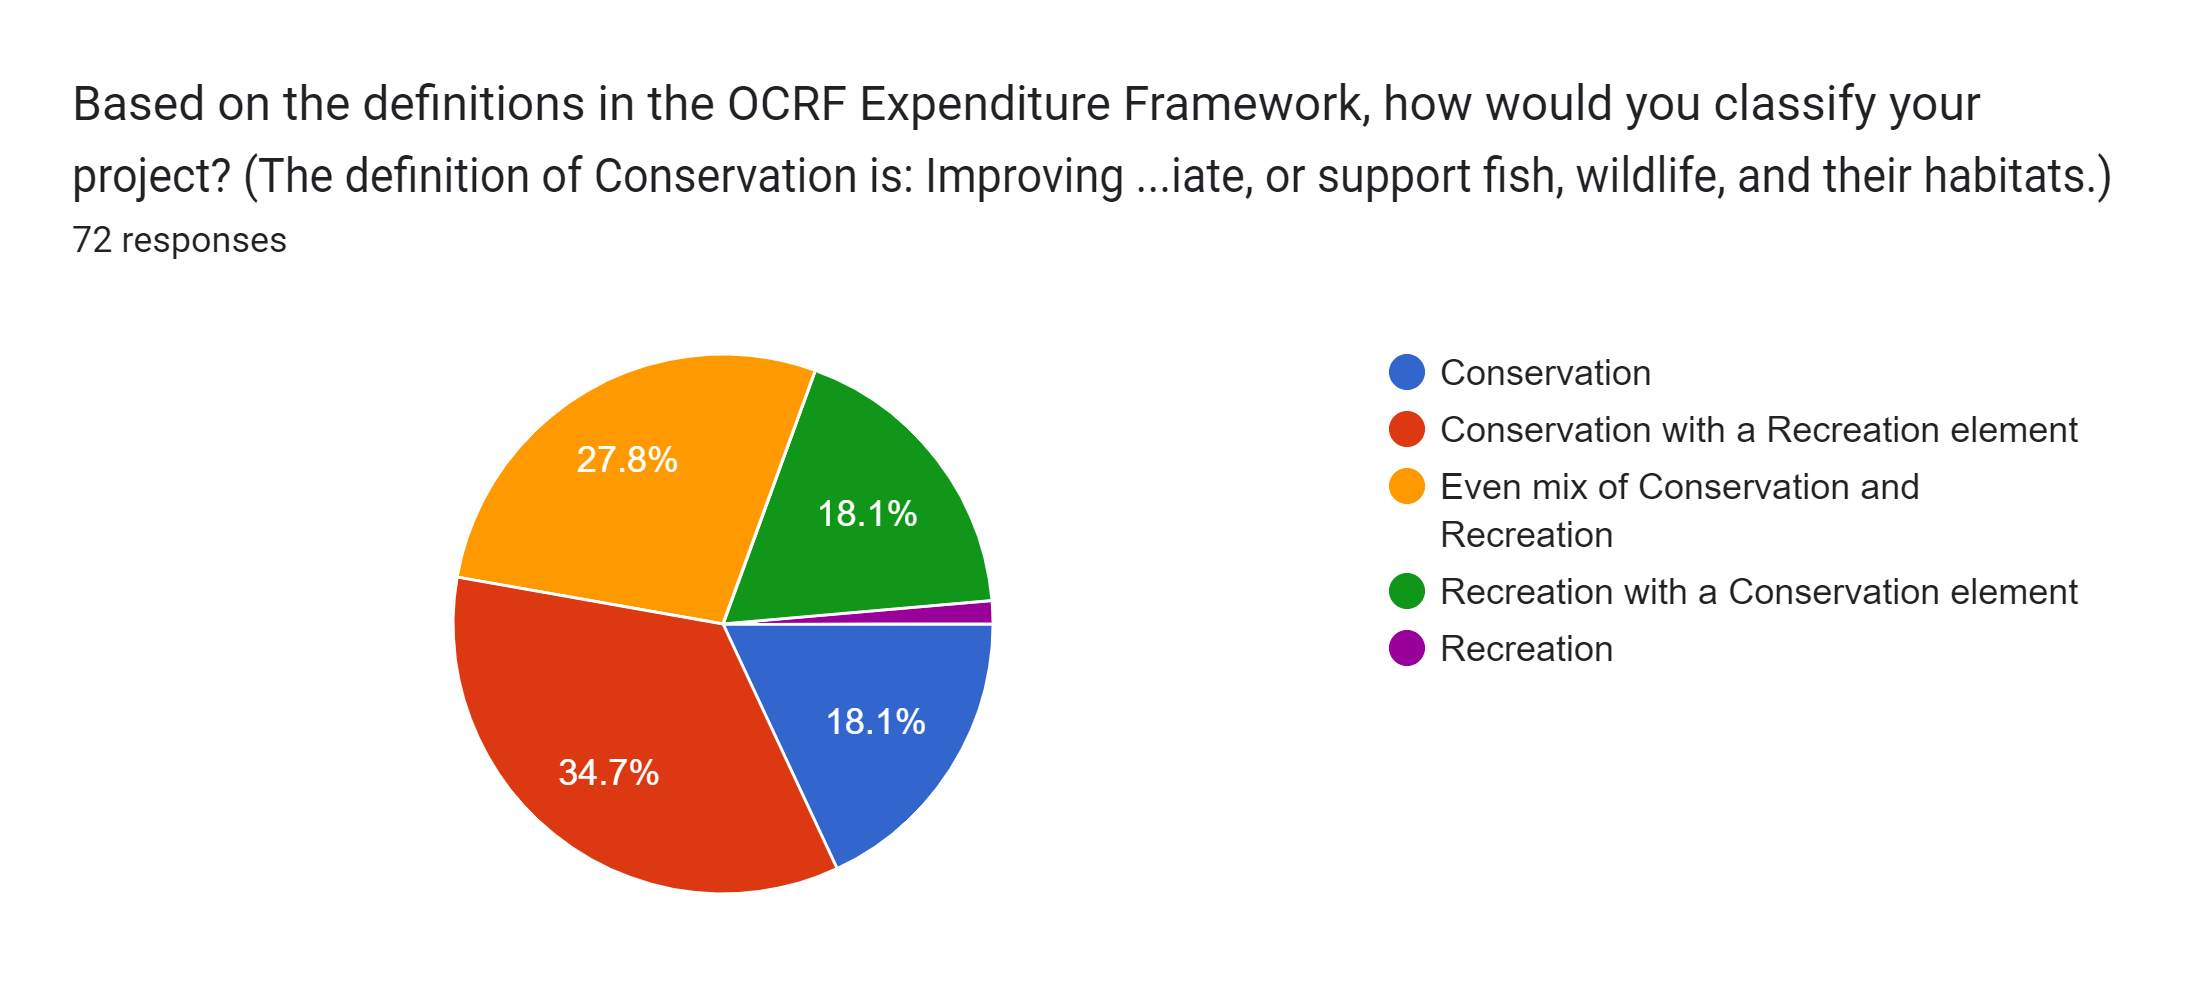 Based on the definitions in the OCRF Expenditure Framework, how would you classify your
project? (The definition of Conservation is: Improving ...iate, or support fish, wildlife, and their habitats.)
72 responses
27.8%
18.1%
34.7%
18.1%
Conservation
Conservation with a Recreation element
Even mix of Conservation and
Recreation
Recreation with a Conservation element
Recreation